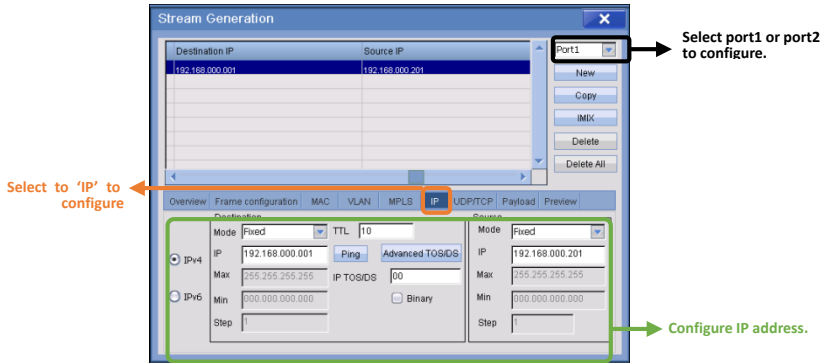 Stream Generation
X
Destination IP Source IP
192.168.000.001 192.168.000.201
Port1
New
Copy
IMIX
Delete
Delete All
Select port1 or port2
to configure.
Select to ‘IP’ to
configure
Overview Frame configuration MAC VLAN MPLS IP UDP/TCP Payload Preview
Destination Source
IPv4
IPv6
Mode Fixed TTL 10
IP 192.168.000.001 Ping Advanced TOS/DS
Max 255.255.255.255 IP TOS/DS 00
Min 000.000.000.000 Binary
Step 1
Mode Fixed
IP 192.168.000.201
Max 255.255.255.255
Min 000.000.000.000
Step 1
Configure IP address.